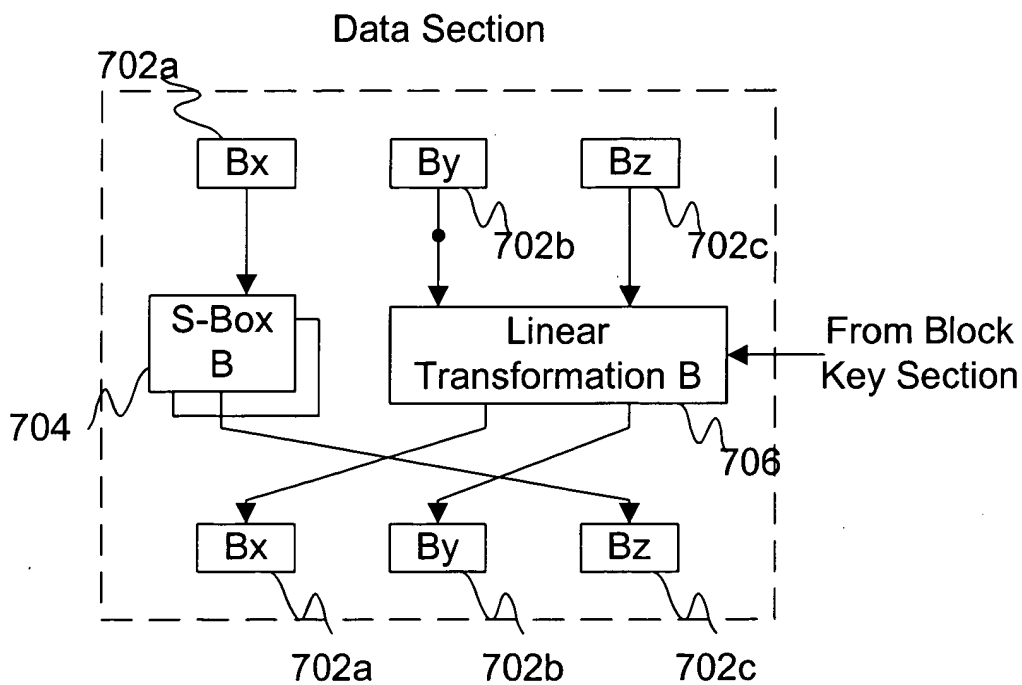 Data Section
702a
Bx
By
Bz
702b
702c
S-Box
B
Linear
Transformation B
From Block
Key Section
704
706
Bx
By
Bz
702a
702b
702c